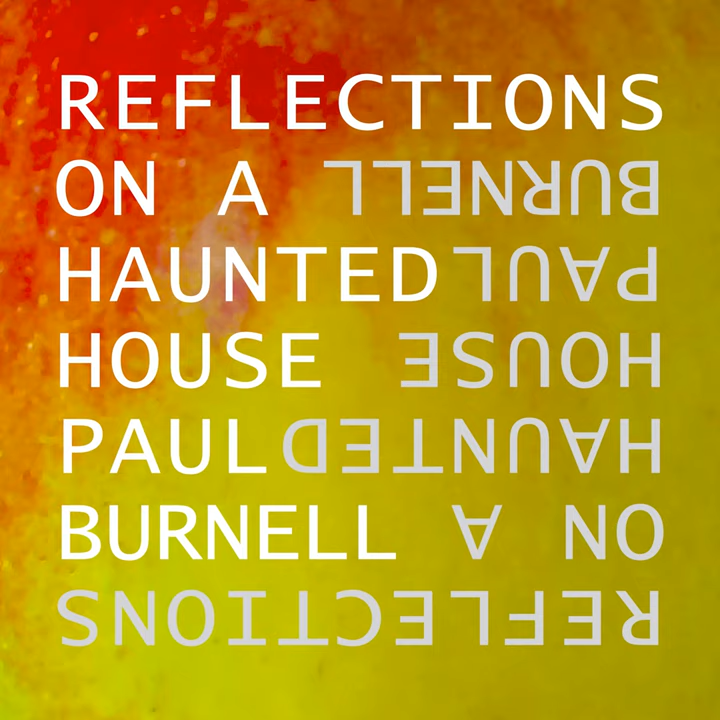 REFLECTIONS
ON A BURNELL
HAUNTED PAUL
HOUSE HOUSE
PAUL HAUNTED
BURNELL ON A
REFLECTIONS